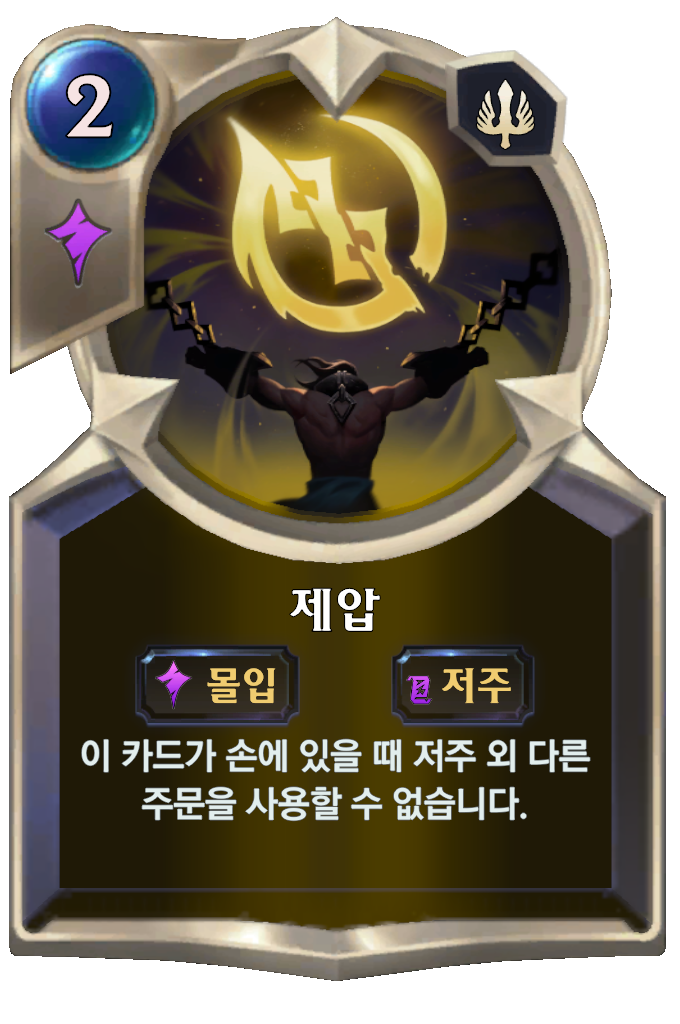 2
제압
몰입 저주
이 카드가 손에 있을 때 저주 외 다른
주문을 사용할 수 없습니다.